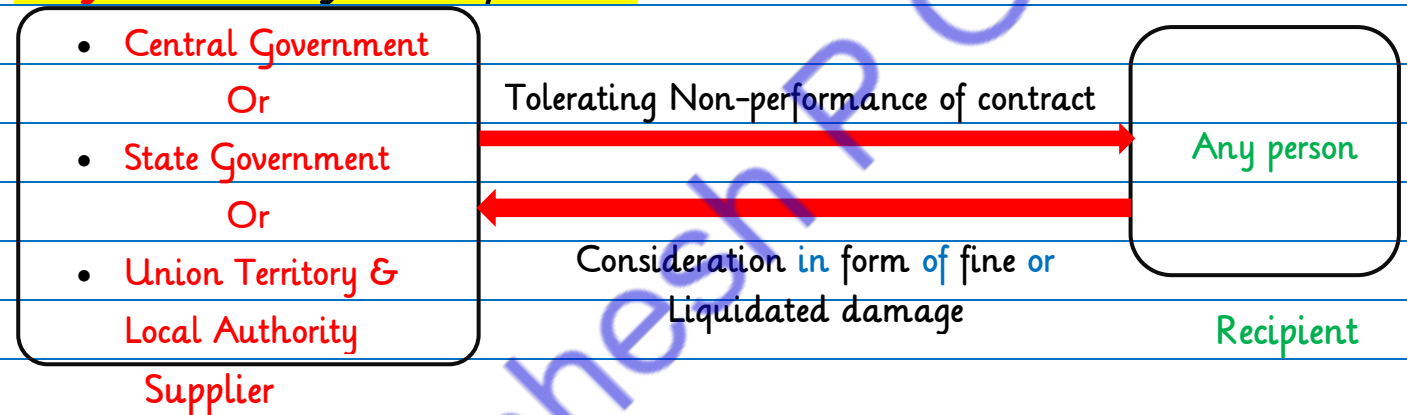 • Central Government
Or
• State Government
Or
• Union Territory &
Local Authority
Supplier
Tolerating Non-performance of contract
Consideration in form of fine or
Liquidated damage
Any person
Recipient